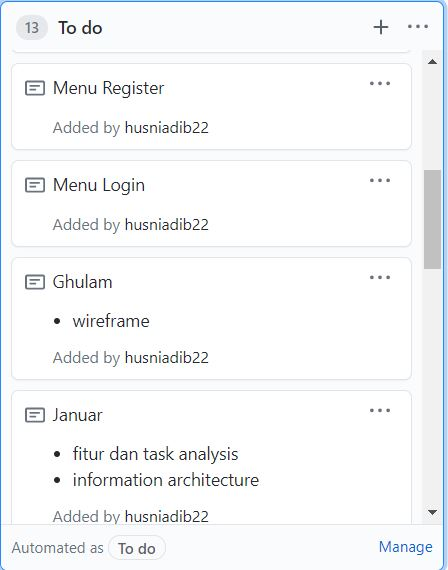 13 To do
Menu Register
Added by husniadib22
Menu Login
Added by husniadib22
Ghulam
wireframe
Added by husniadib22
Januar
fitur dan task analysis
information architecture
Added by husniadib22
Automated as To do
Manage